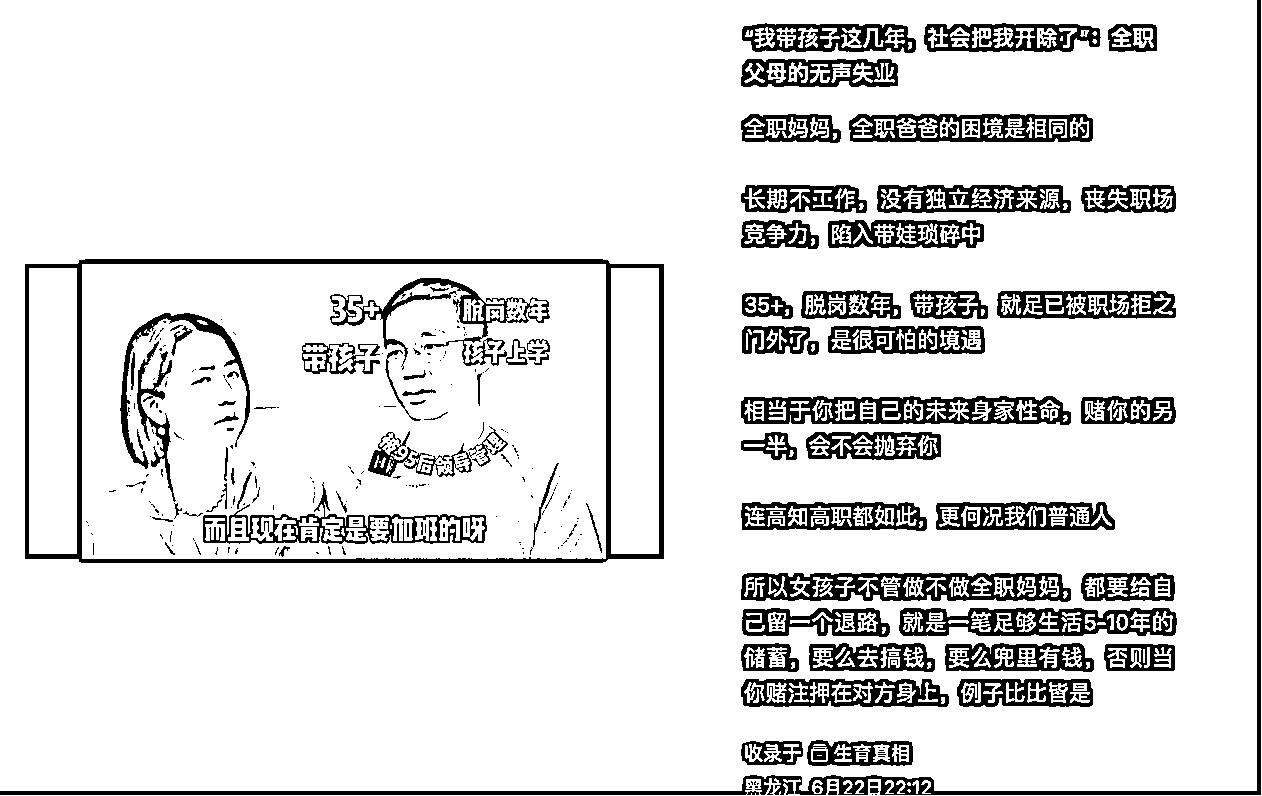 35+
脱岗数年
带孩子
孩子上学
被95后领导管理
Hi
而且现在肯定是要加班的呀
“我带孩子这几年，社会把我开除了”：全职
父母的无声失业
全职妈妈，全职爸爸的困境是相同的
长期不工作，没有独立经济来源，丧失职场
竞争力，陷入带娃琐碎中
35+，脱岗数年，带孩子，就足已被职场拒之
门外了，是很可怕的境遇
相当于你把自己的未来身家性命，赌你的另
一半，会不会抛弃你
连高知高职都如此，更何况我们普通人
所以女孩子不管做不做全职妈妈，都要给自
己留一个退路，就是一笔足够生活5-10年的
储蓄，要么去搞钱，要么兜里有钱，否则当
你赌注押在对方身上，例子比比皆是
收录于 生育真相
黑龙江 6月22日22:12